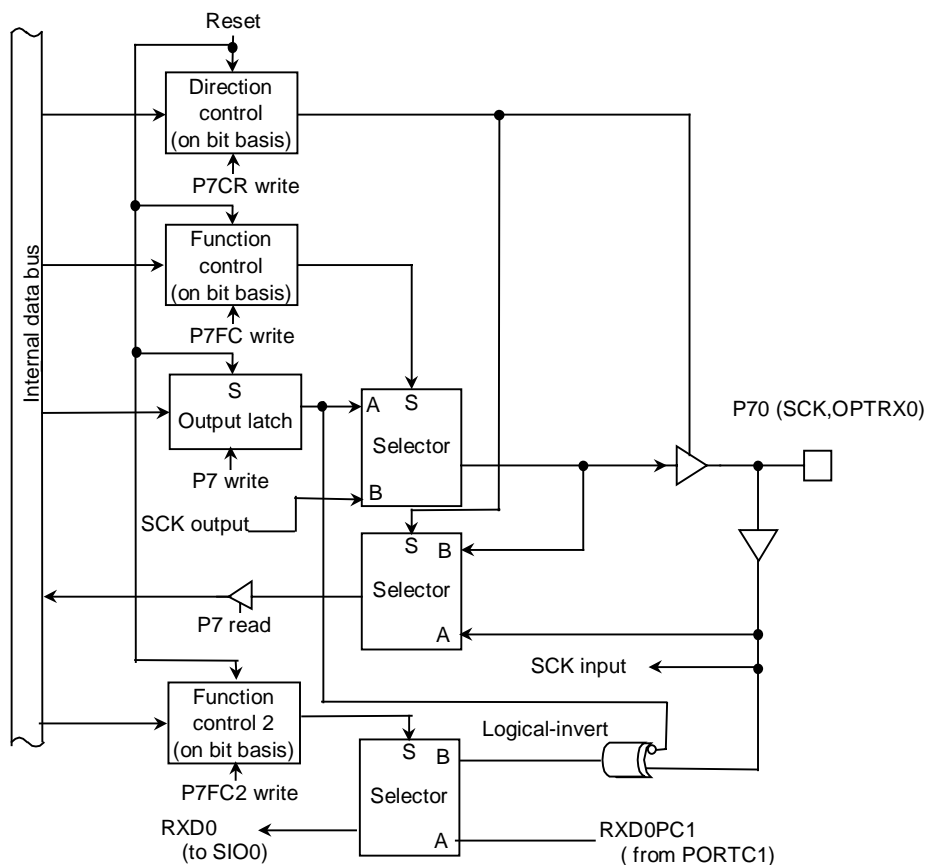 Reset
Direction
control
(on bit basis)
P7CR write
Function
control
(on bit basis)
P7FC write
Internal data bus
S
Output latch
P7 write
SCK output
A
S
Selector
B
P70 (SCK,OPTRX0)
S
B
Selector
A
P7 read
SCK input
Function
control 2
(on bit basis)
P7FC2 write
Logical-invert
S
B
Selector
A
RXD0
(to SIO0)
RXD0PC1
( from PORTC1)